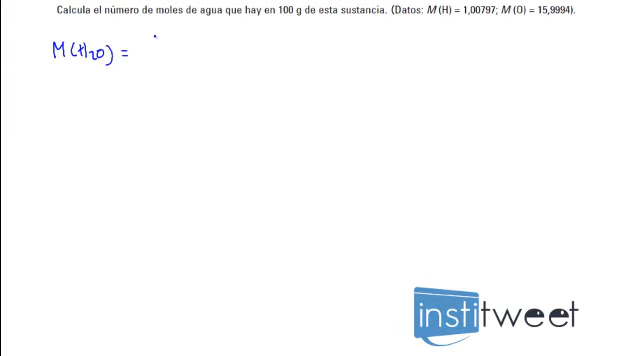 Calcula el número de moles de agua que hay en 100 g de esta sustancia. (Datos: M (H) = 1,00797; M (O) = 15,9994).
M(H₂O) =
institweet